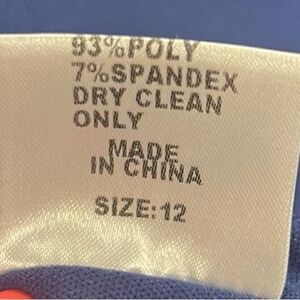 93%POLY
7%SPANDEX
DRY CLEAN
ONLY
MADE
IN CHINA
SIZE:12